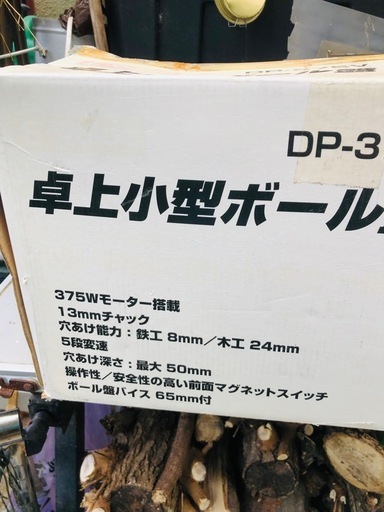 DP-3
卓上小型ボール
375Wモーター搭載
13mmチャック
穴あけ能力：鉄工 8mm／木工 24mm
5段変速
穴あけ深さ：最大 50mm
操作性／安全性の高い前面マグネットスイッチ
ボール盤バイス 65mm付